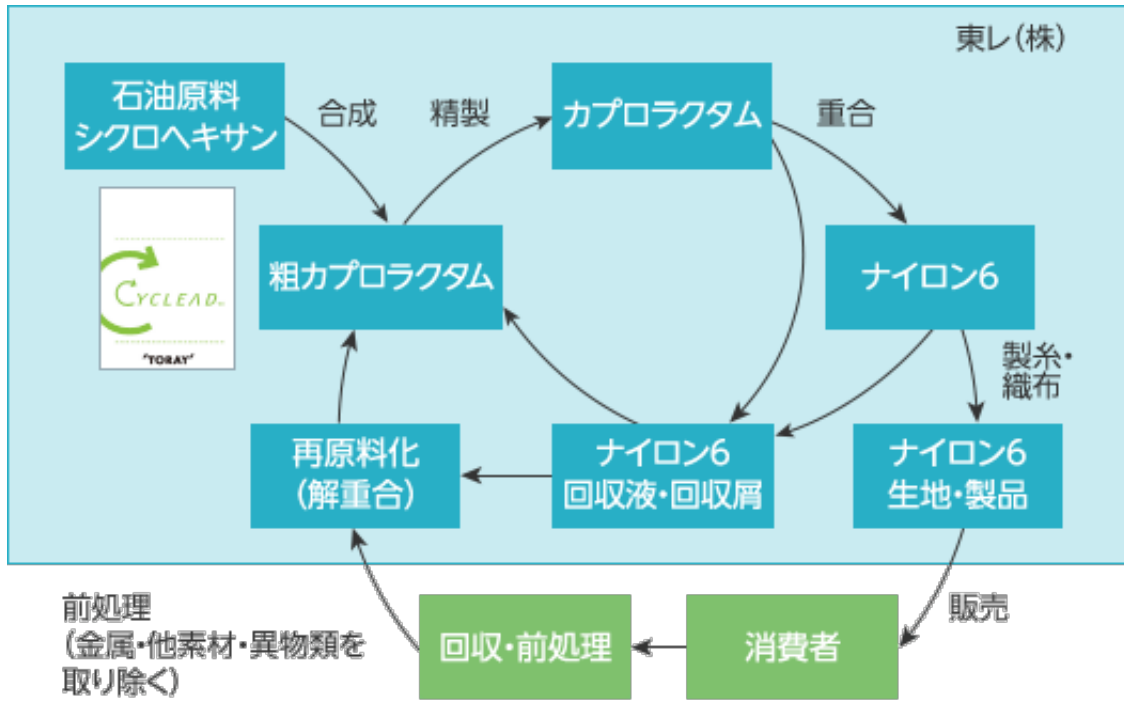 東レ(株)
石油原料
シクロヘキサン
合成
精製
カプロラクタム
重合
CYCLEAD
"TORAY"
粗カプロラクタム
ナイロン6
製糸・
織布
再原料化
(解重合)
ナイロン6
回収液・回収屑
ナイロン6
生地・製品
前処理
(金属・他素材・異物類を
取り除く)
回収・前処理
消費者
販売